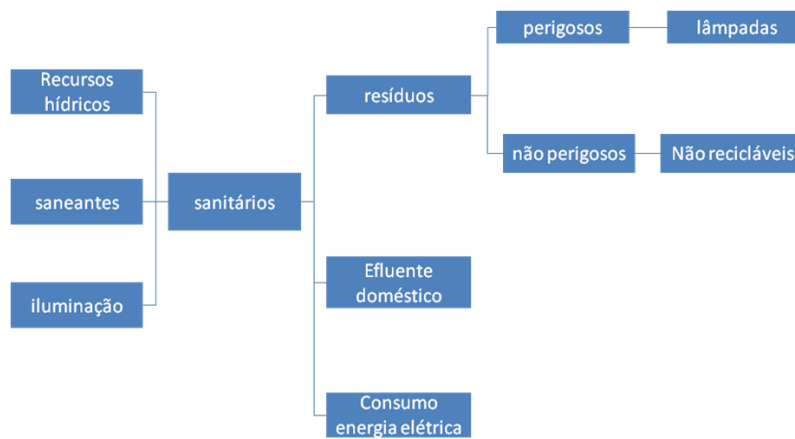 perigosos
lâmpadas
Recursos
hídricos
resíduos
não perigosos
Não recicláveis
saneantes
sanitários
iluminação
Efluente
doméstico
Consumo
energia elétrica